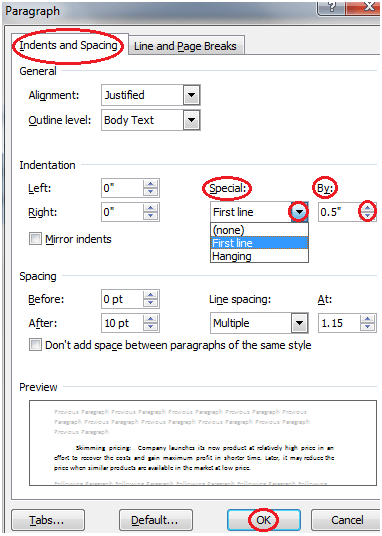 Paragraph
Indents and Spacing Line and Page Breaks
General
Alignment: Justified
Outline level: Body Text
Indentation
Left: 0" Special: By:
Right: 0" First line 0.5"
(none)
Mirror indents First line
Hanging
Spacing
Before: 0 pt Line spacing: At:
After: 10 pt Multiple 1.15
Don't add space between paragraphs of the same style
Preview
Previous Paragraph Previous Paragraph Previous Paragraph Previous Paragraph Previous
Paragraph Previous Paragraph Previous Paragraph Previous Paragraph Previous Paragraph
Previous Paragraph
Skimming pricing: Company launches its new product at relatively high price in an
effort to recover the costs and gain maximum profit in shorter time. Later, it may reduce the
price when similar products are available in the market at low price.
Following Paragraph Following Paragraph Following Paragraph Following Paragraph
Tabs... Default... OK Cancel